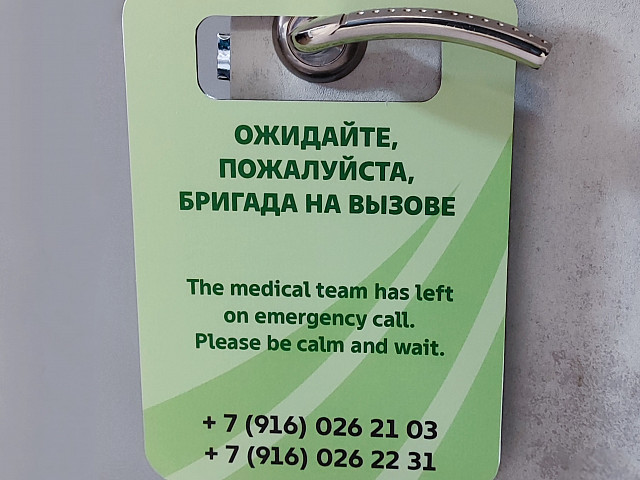 ОЖИДАЙТЕ,
ПОЖАЛУЙСТА,
БРИГАДА НА ВЫЗОВЕ
The medical team has left
on emergency call.
Please be calm and wait.
+ 7 (916) 026 21 03
+ 7 (916) 026 22 31